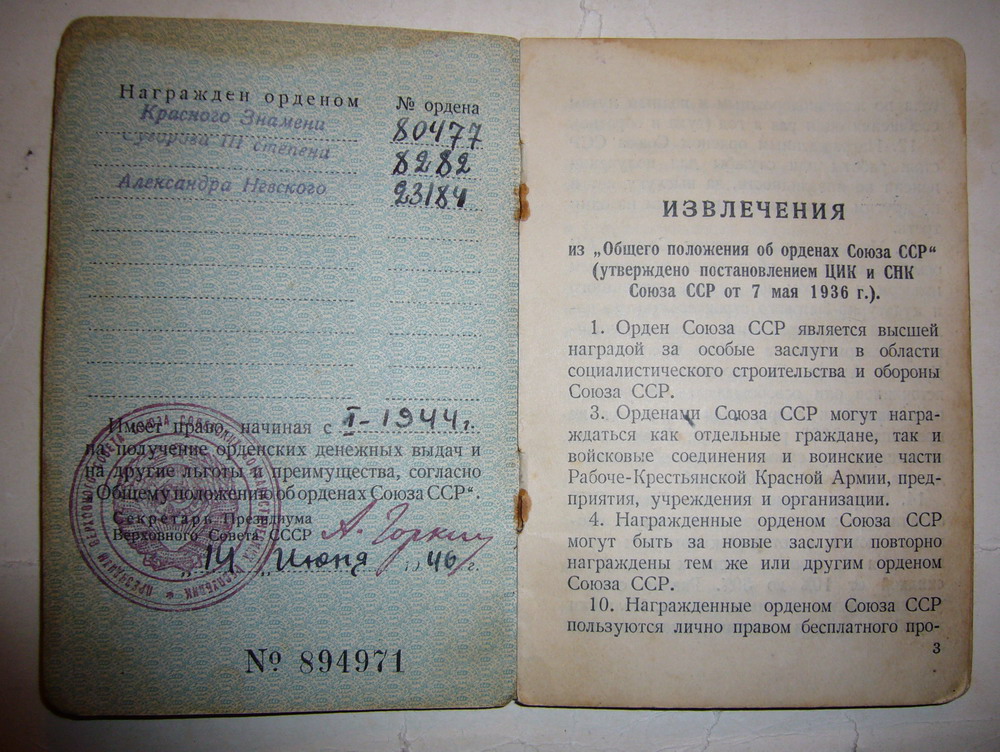 Награжден орденом № ордена
Красного Знамени 80477
Суворова III степени 8282
Александра Невского 23184
Имеет право, начиная с I-1944 г.
на получение орденских денежных выдач и
на другие льготы и преимущества, согласно
„Общему положению об орденах Союза ССР“.
Секретарь Президиума
Верховного Совета СССР А. Горкин
„14„ Июня 1946 г.
№ 894971
ИЗВЛЕЧЕНИЯ
из „Общего положения об орденах Союза ССР“
(утверждено постановлением ЦИК и СНК
Союза ССР от 7 мая 1936 г.).
1. Орден Союза ССР является высшей
наградой за особые заслуги в области
социалистического строительства и обороны
Союза ССР.
3. Орденами Союза ССР могут награ-
ждаться как отдельные граждане, так и
войсковые соединения и воинские части
Рабоче-Крестьянской Красной Армии, пред-
приятия, учреждения и организации.
4. Награжденные орденом Союза ССР
могут быть за новые заслуги повторно
награждены тем же или другим орденом
Союза ССР.
10. Награжденные орденом Союза ССР
пользуются лично правом бесплатного про-
3